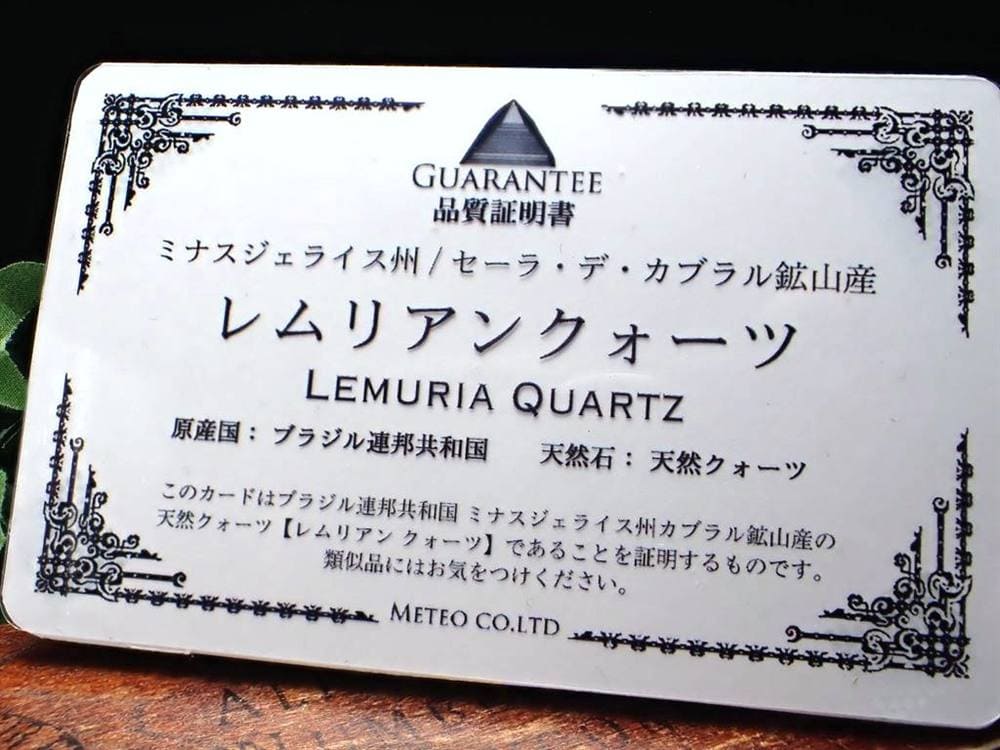 GUARANTEE
品質証明書
ミナスジェライス州/セーラ・デ・カブラル鉱山産
レムリアンクォーツ
LEMURIA QUARTZ
原産国：ブラジル連邦共和国　天然石：天然クォーツ
このカードはブラジル連邦共和国 ミナスジェライス州カブラル鉱山産の
天然クォーツ【レムリアン クォーツ】であることを証明するものです。
類似品にはお気をつけください。
METEO CO.LTD